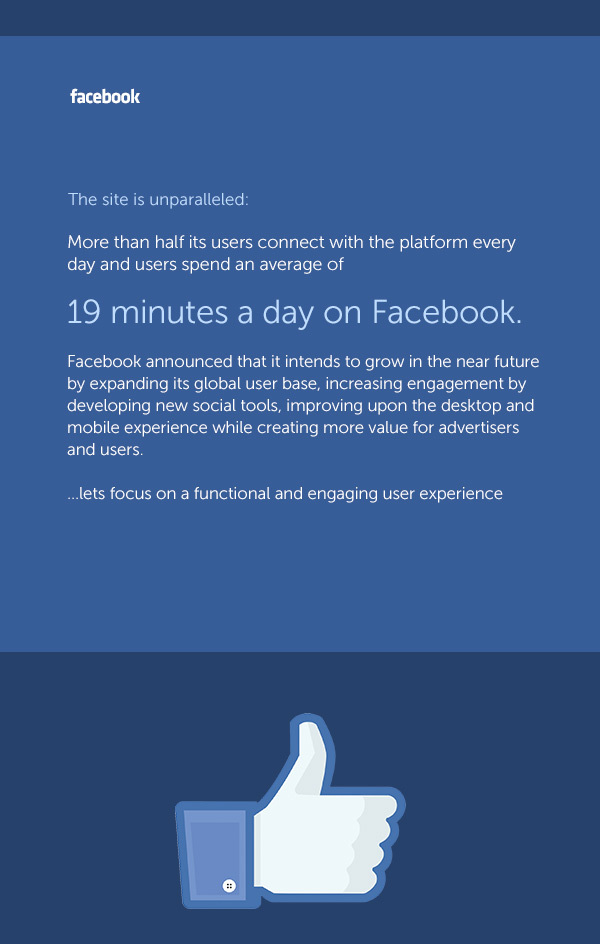 facebook
The site is unparalleled:
More than half its users connect with the platform every
day and users spend an average of
19 minutes a day on Facebook.
Facebook announced that it intends to grow in the near future
by expanding its global user base, increasing engagement by
developing new social tools, improving upon the desktop and
mobile experience while creating more value for advertisers
and users.
...lets focus on a functional and engaging user experience